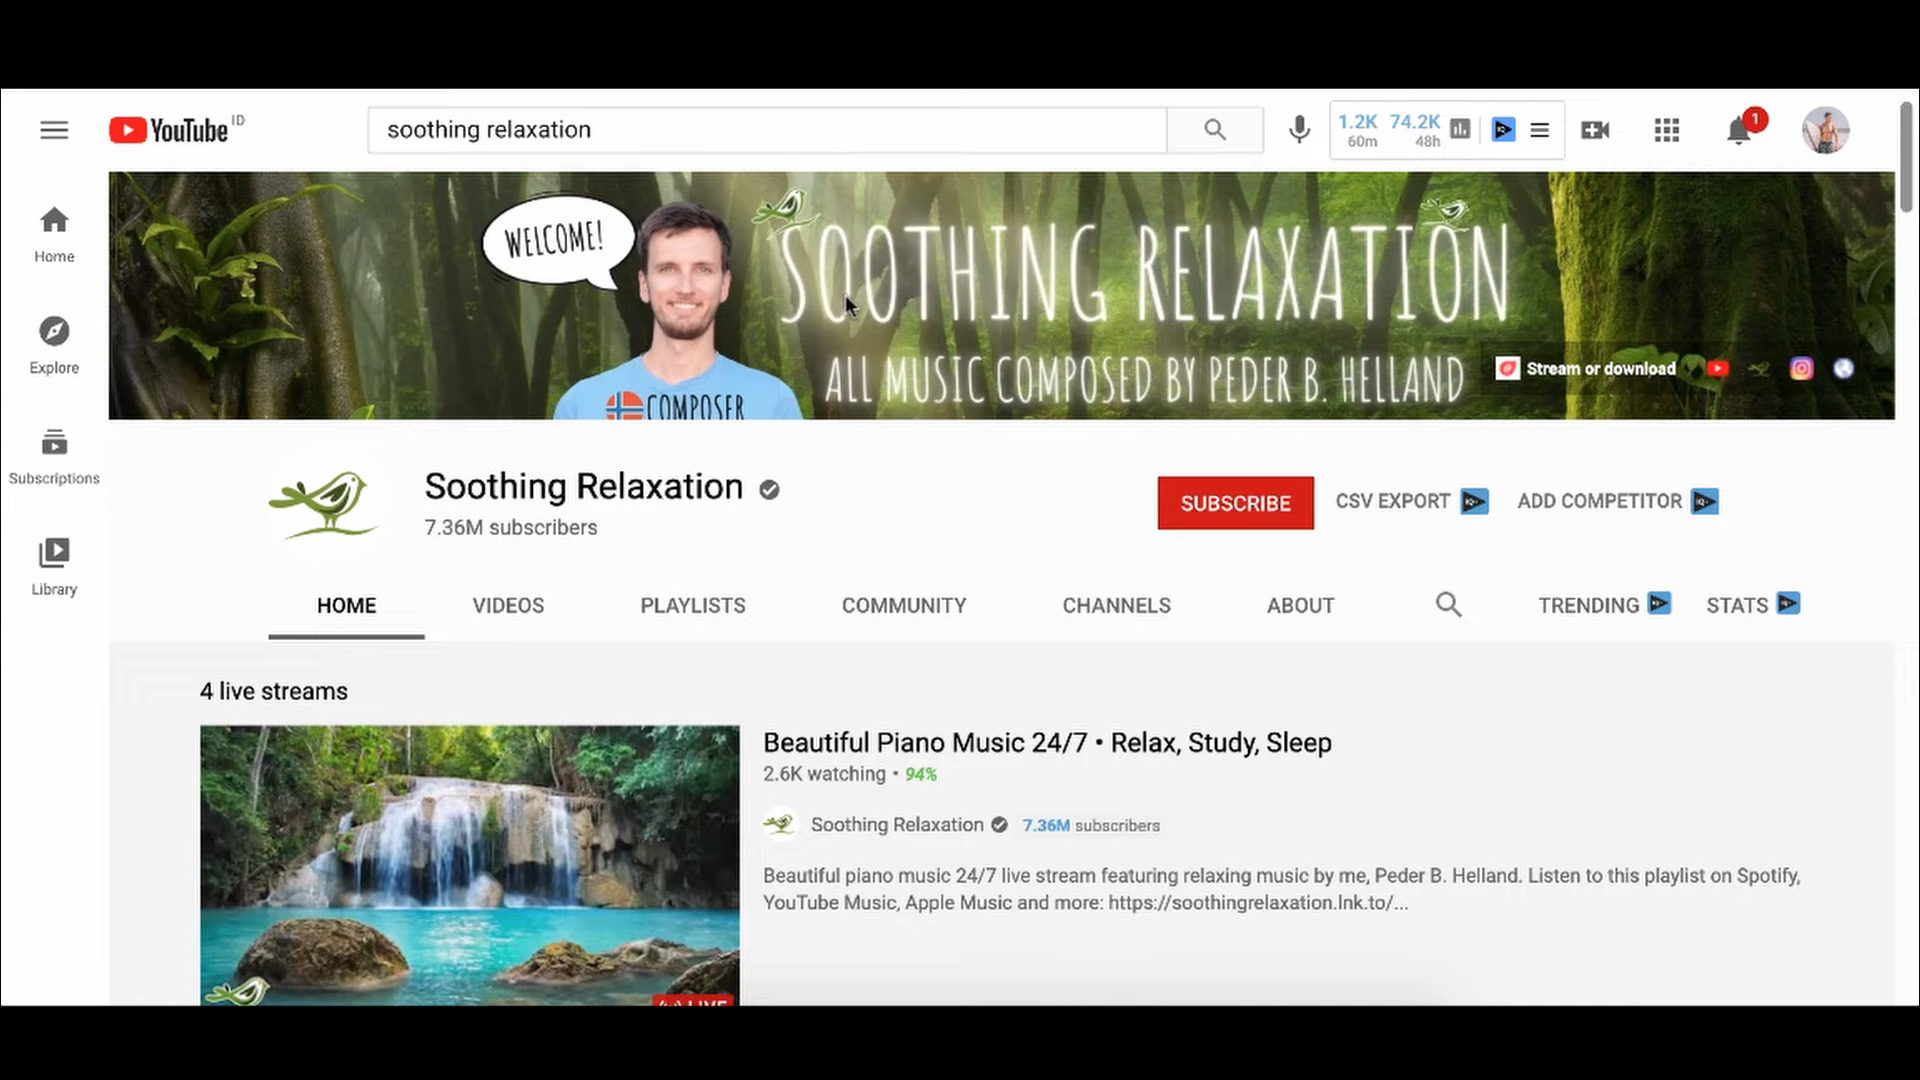 YouTube ID
soothing relaxation
1.2K 74.2K
60m 48h
1
Home
Explore
Subscriptions
Library
WELCOME!
COMPOSER
SOOTHING RELAXATION
ALL MUSIC COMPOSED BY PEDER B. HELLAND
Stream or download
Soothing Relaxation
7.36M subscribers
SUBSCRIBE
CSV EXPORT
ADD COMPETITOR
HOME VIDEOS PLAYLISTS COMMUNITY CHANNELS ABOUT TRENDING STATS
4 live streams
LIVE
Beautiful Piano Music 24/7 • Relax, Study, Sleep
2.6K watching • 94%
Soothing Relaxation 7.36M subscribers
Beautiful piano music 24/7 live stream featuring relaxing music by me, Peder B. Helland. Listen to this playlist on Spotify,
YouTube Music, Apple Music and more: https://soothingrelaxation.lnk.to/...